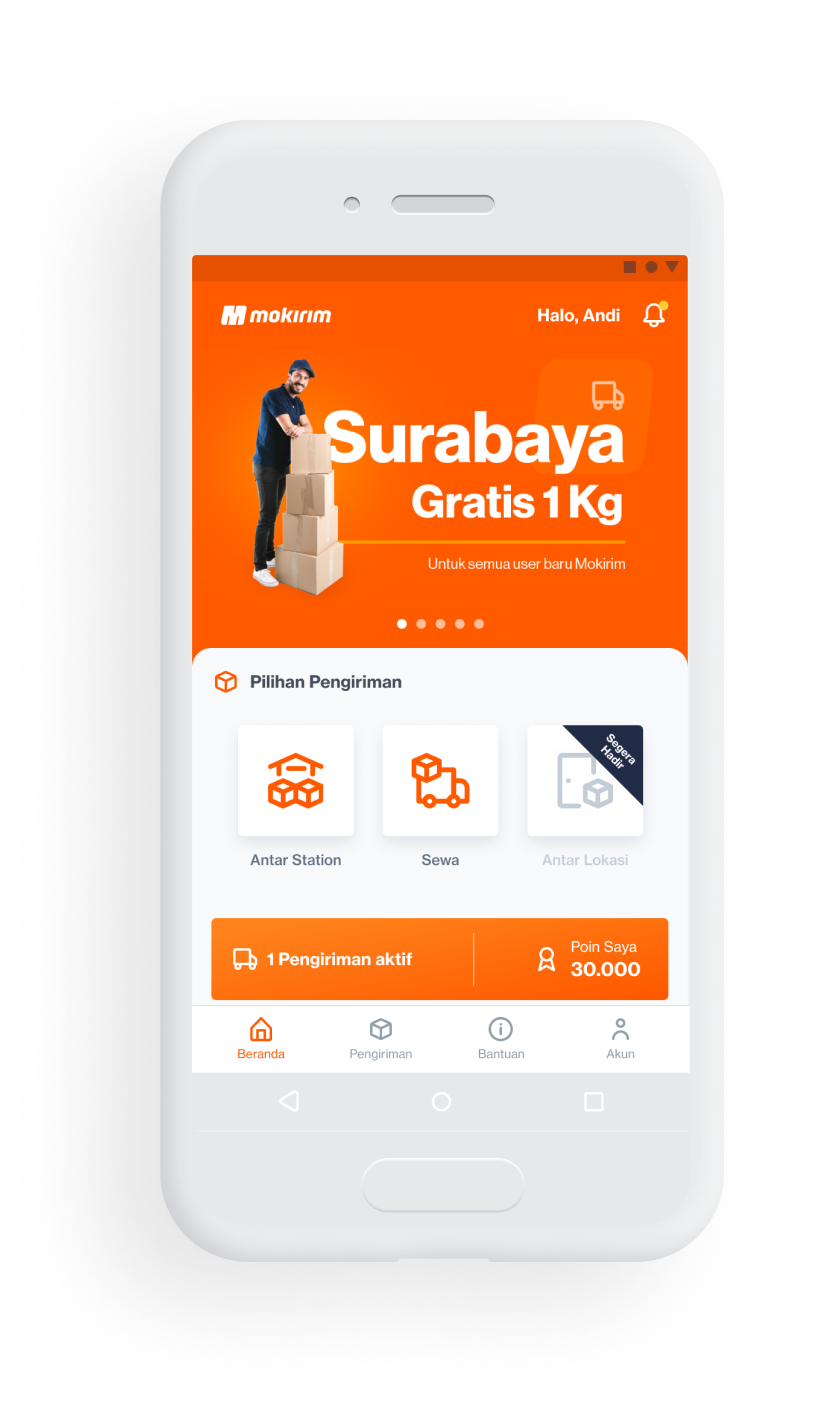 mokırım
Halo, Andi
Surabaya
Gratis 1 Kg
Untuk semua user baru Mokirim
Pilihan Pengiriman
Segera
Hadir
Antar Station
Sewa
Antar Lokasi
1 Pengiriman aktif
Poin Saya
30.000
Beranda
Pengiriman
Bantuan
Akun